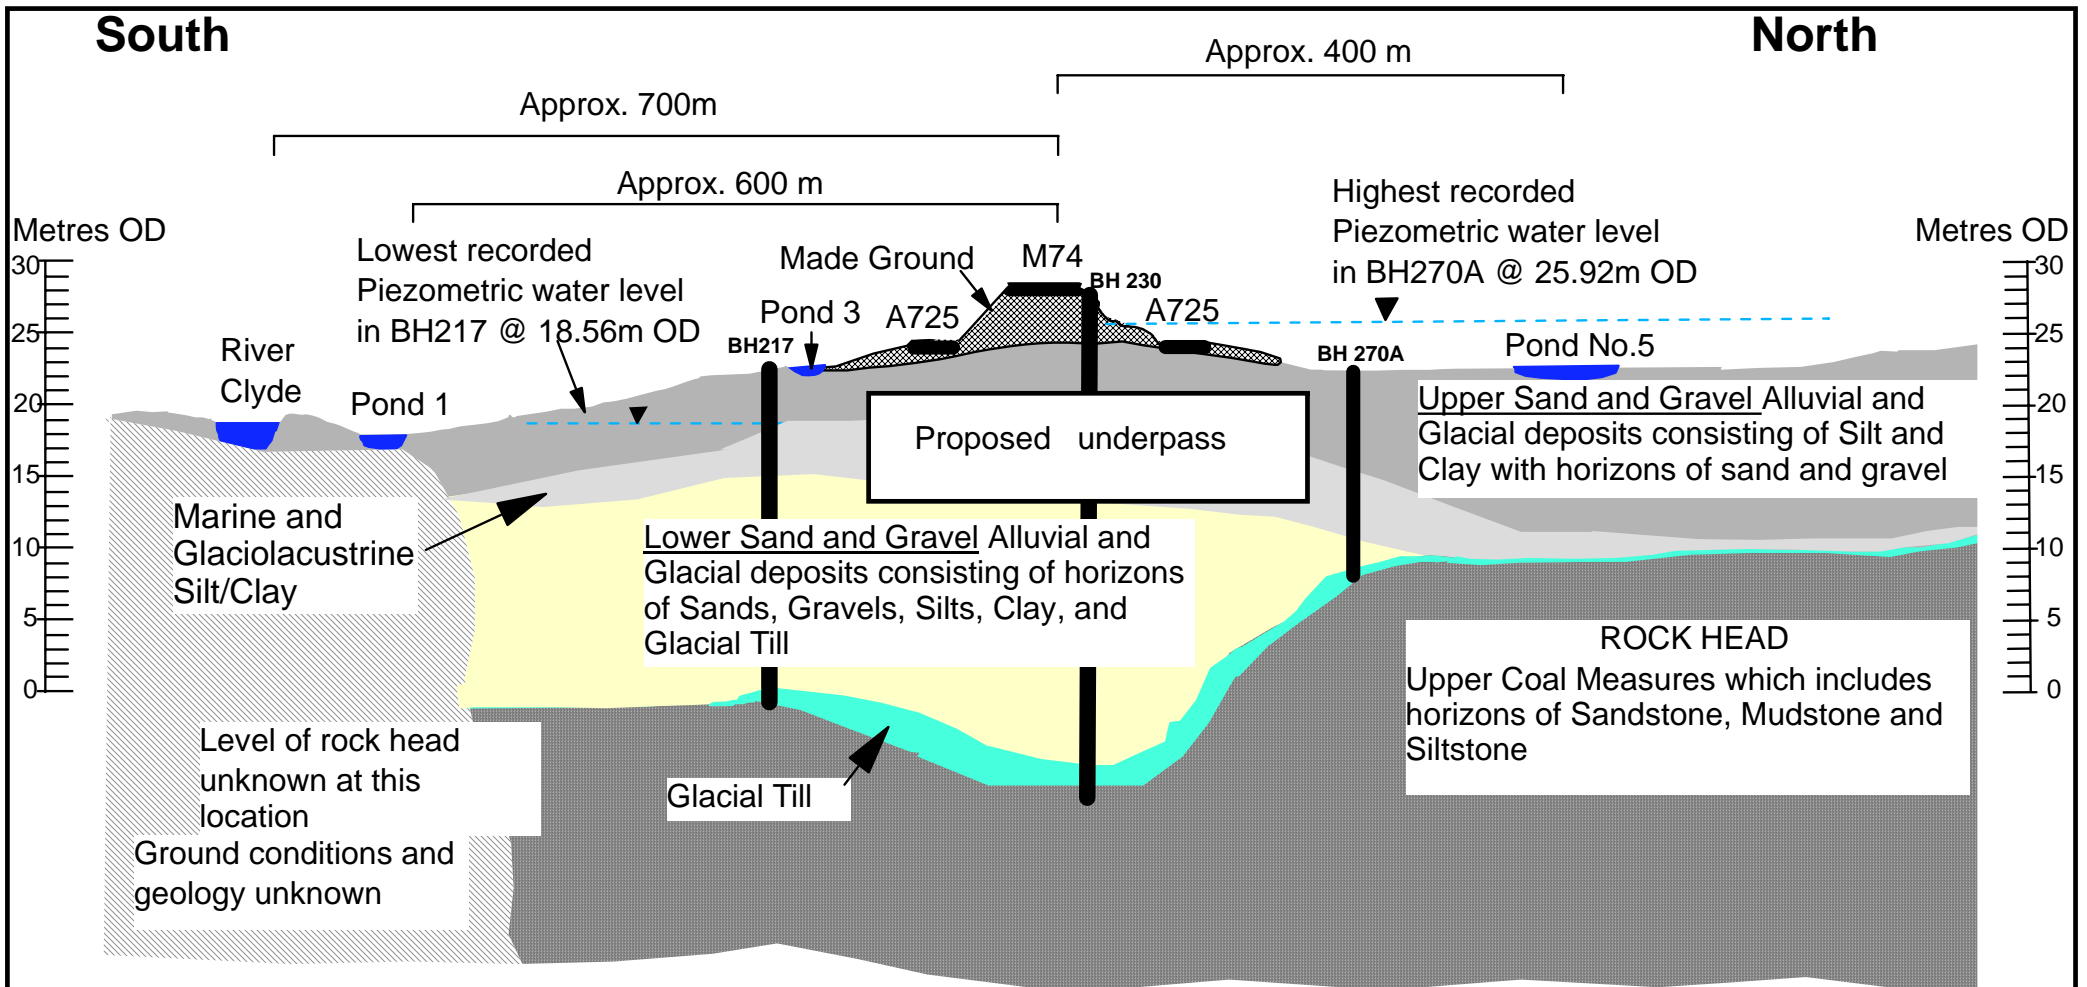 South
North
Approx. 400 m
Approx. 700m
Approx. 600 m
Metres OD
Metres OD
Highest recorded
Piezometric water level
in BH270A @ 25.92m OD
Lowest recorded
Piezometric water level
in BH217 @ 18.56m OD
Made Ground
M74
BH 230
Pond 3
A725
A725
BH217
BH 270A
Pond No.5
River
Clyde
Pond 1
30
25
20
15
10
5
0
30
25
20
15
10
5
0
Upper Sand and Gravel Alluvial and
Glacial deposits consisting of Silt and
Clay with horizons of sand and gravel
Proposed underpass
Marine and
Glaciolacustrine
Silt/Clay
Lower Sand and Gravel Alluvial and
Glacial deposits consisting of horizons
of Sands, Gravels, Silts, Clay, and
Glacial Till
ROCK HEAD
Upper Coal Measures which includes
horizons of Sandstone, Mudstone and
Siltstone
Level of rock head
unknown at this
location
Glacial Till
Ground conditions and
geology unknown